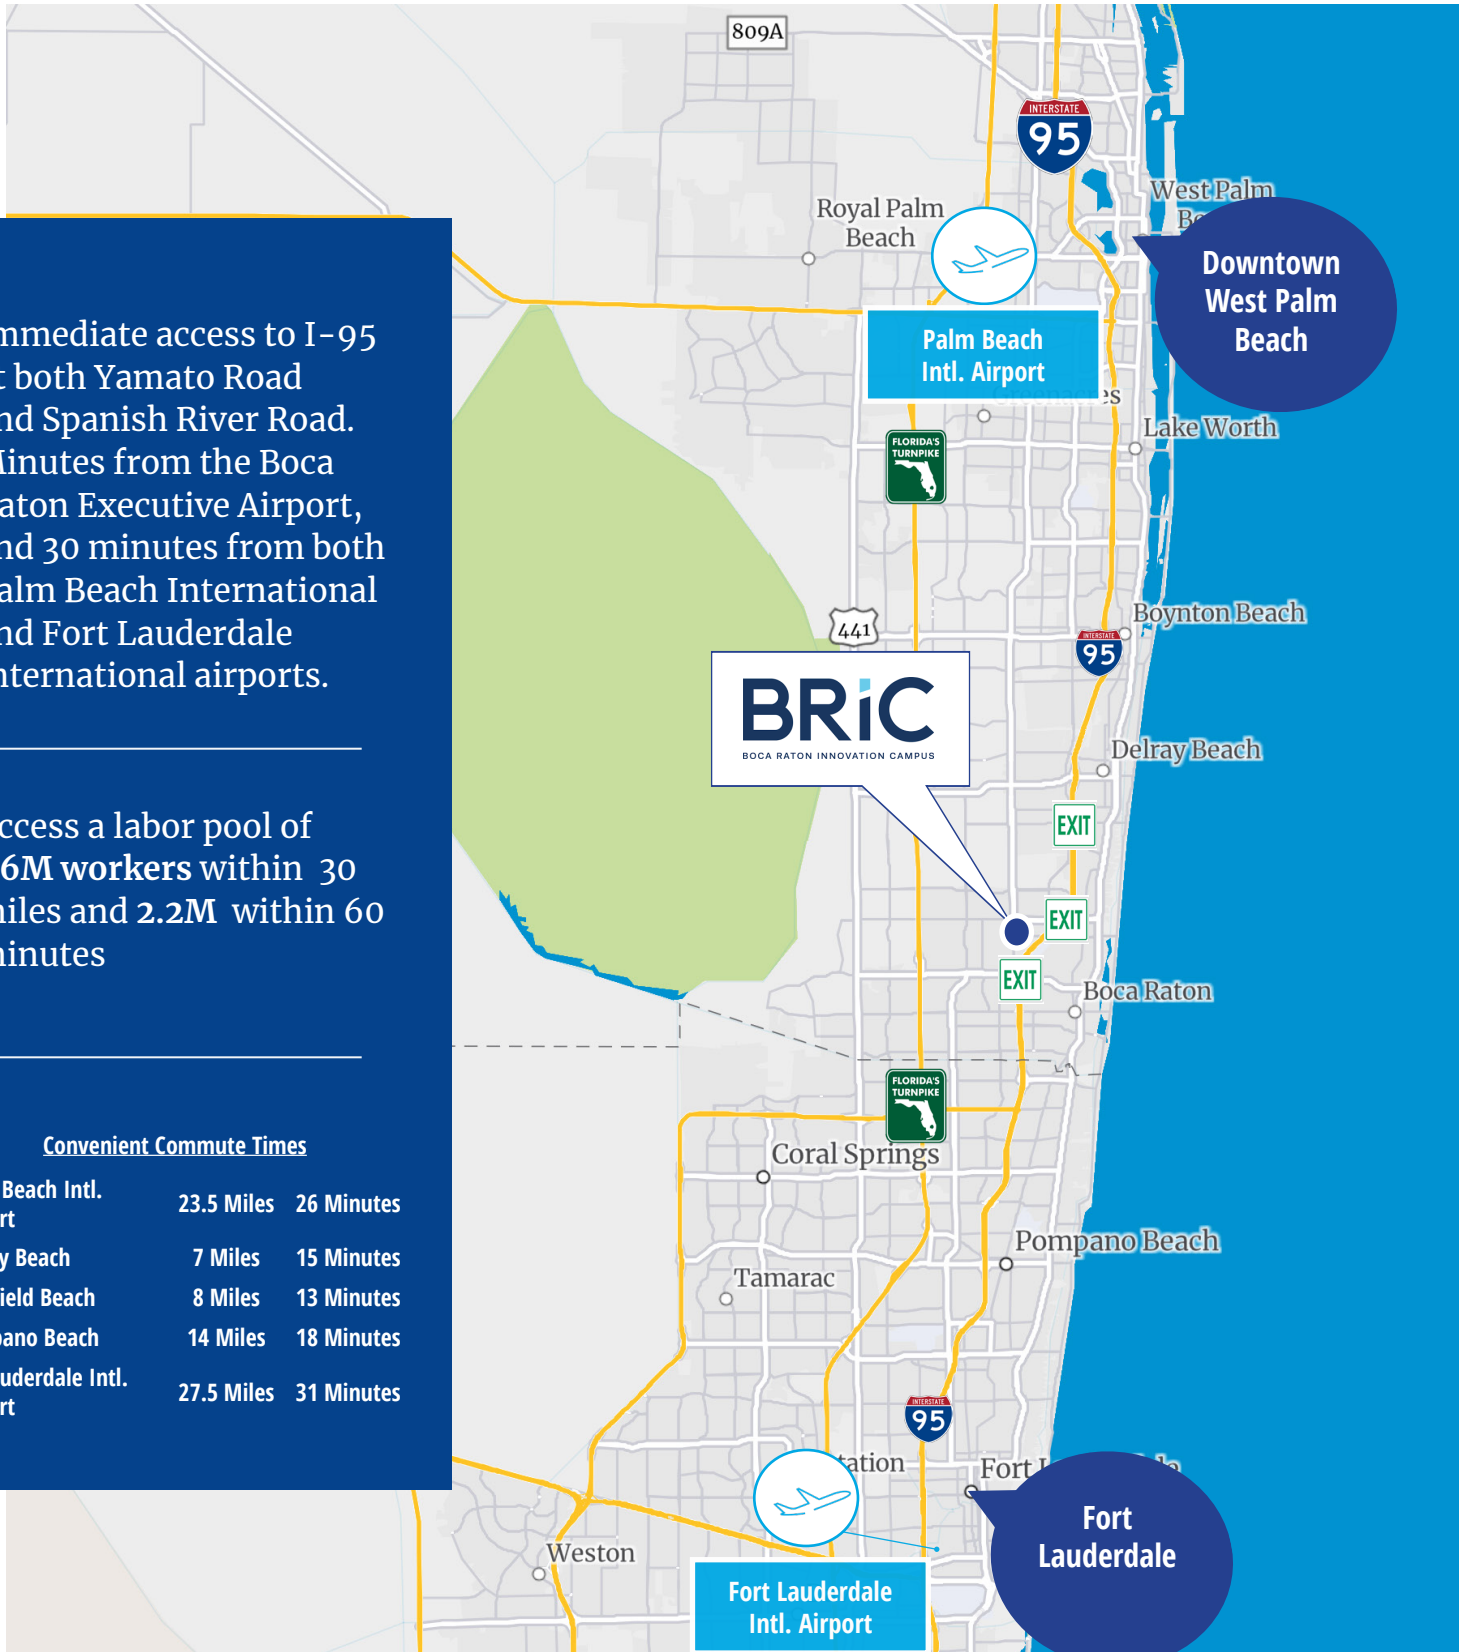 809A
INTERSTATE
95
West Palm
Royal Palm
Beach
Downtown
West Palm
Beach
Palm Beach
Intl. Airport
Lake Worth
FLORIDA'S
TURNPIKE
mmediate access to I-95
t both Yamato Road
nd Spanish River Road.
Minutes from the Boca
aton Executive Airport,
nd 30 minutes from both
alm Beach International
nd Fort Lauderdale
nternational airports.
441
Boynton Beach
INTERSTATE
95
BRiC
BOCA RATON INNOVATION CAMPUS
Delray Beach
EXIT
EXIT
EXIT
Boca Raton
ccess a labor pool of
6M workers within 30
miles and 2.2M within 60
minutes
FLORIDA'S
TURNPIKE
Coral Springs
Convenient Commute Times
Beach Intl.
rt
23.5 Miles 26 Minutes
y Beach 7 Miles 15 Minutes
ield Beach 8 Miles 13 Minutes
pano Beach 14 Miles 18 Minutes
uderdale Intl.
rt
27.5 Miles 31 Minutes
Pompano Beach
Tamarac
INTERSTATE
95
tation
Fort
Fort
Lauderdale
Weston
Fort Lauderdale
Intl. Airport